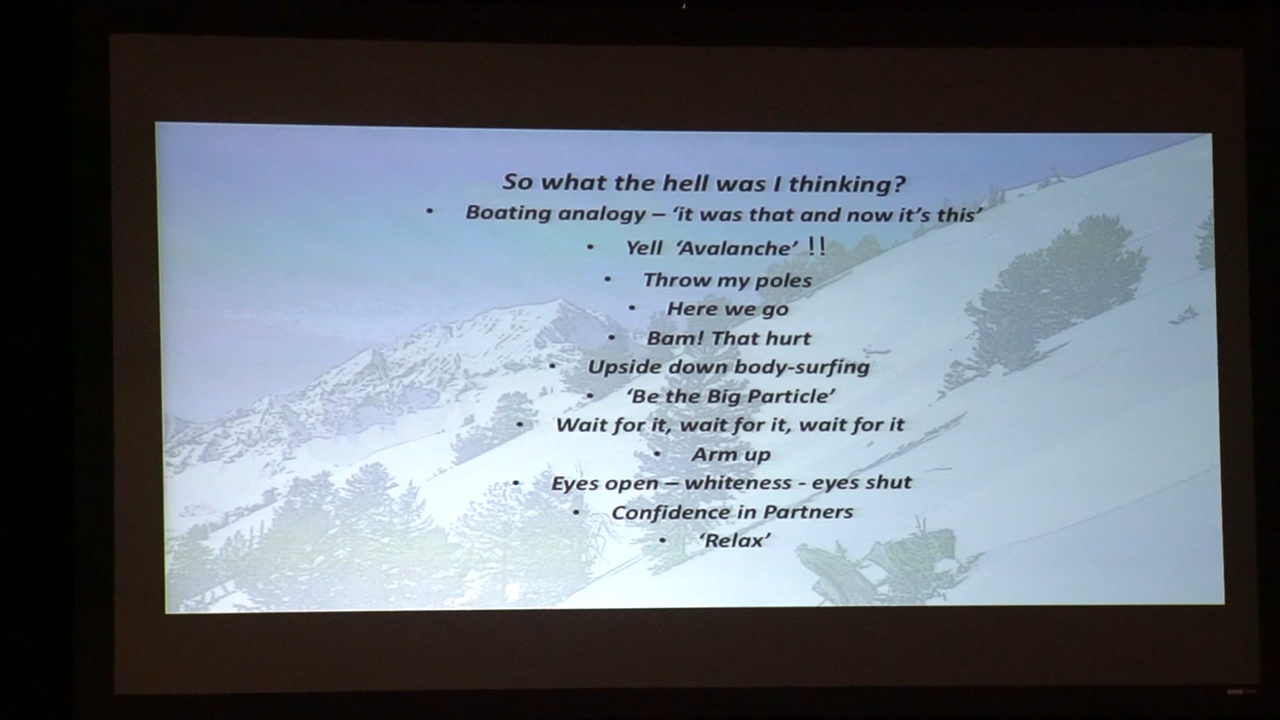 So what the hell was I thinking?
• Boating analogy – ‘it was that and now it’s this’
• Yell ‘Avalanche’ !!
• Throw my poles
• Here we go
• Bam! That hurt
• Upside down body-surfing
• ‘Be the Big Particle’
• Wait for it, wait for it, wait for it
• Arm up
• Eyes open – whiteness - eyes shut
• Confidence in Partners
• ‘Relax’